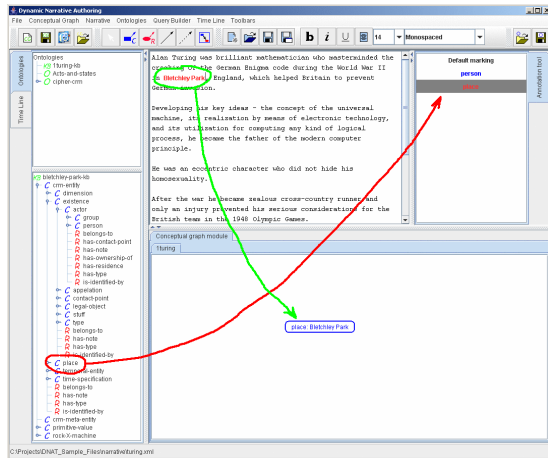 Dynamic Narrative Authoring
File Conceptual Graph Narrative Ontologies Query Builder Time Line Toolbars
b i U 14 Monospaced
Ontologies
Time Line
Ontologies
1turing-kb
Acts-and-states
cipher-crm
bletchley-park-kb
C crm-entity
C dimension
C existence
C actor
C group
C person
R belongs-to
R has-contact-point
R has-note
R has-ownership-of
R has-residence
R has-type
R is-identified-by
C appelation
C contact-point
C legal-object
C stuff
C type
R belongs-to
R has-note
R has-type
R is-identified-by
C place
C temporal-entity
C time-specification
R belongs-to
R has-note
R has-type
R is-identified-by
C crm-meta-entity
C primitive-value
C rock-X-machine
Alan Turing was brilliant mathematician who masterminded the
cracking of the German Enigma code during the World War II
in Bletchley Park, England, which helped Britain to prevent
German invasion.
Developing his key ideas - the concept of the universal
machine, its realization by means of electronic technology,
and its utilization for computing any kind of logical
process, he became the father of the modern computer
principle.
He was an eccentric character who did not hide his
homosexuality.
After the war he became zealous cross-country runner and
only an injury prevented his serious considerations for the
British team in the 1948 Olympic Games.
Default marking
person
place
Annotation tool
Conceptual graph module
1turing
place: Bletchley Park
C:\Projects\DNAT_Sample_Files\narrative\turing.xml